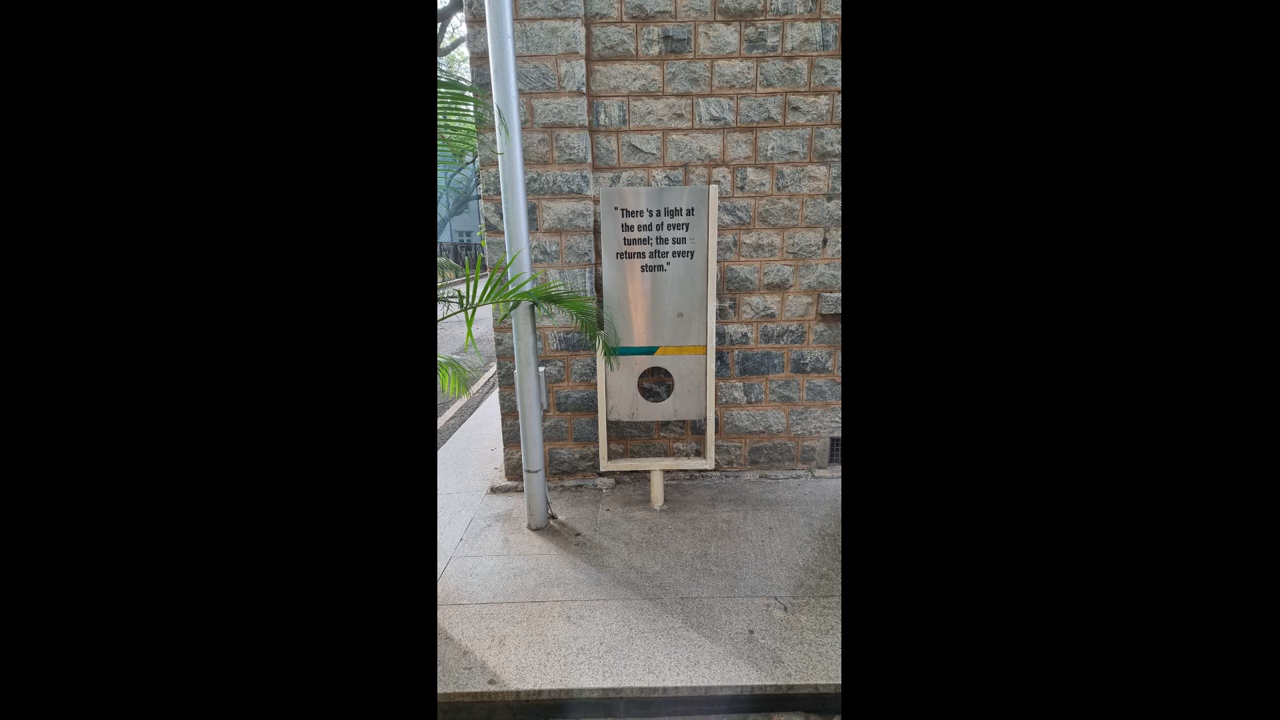 "There's a light at
the end of every
tunnel; the sun
returns after every
storm."